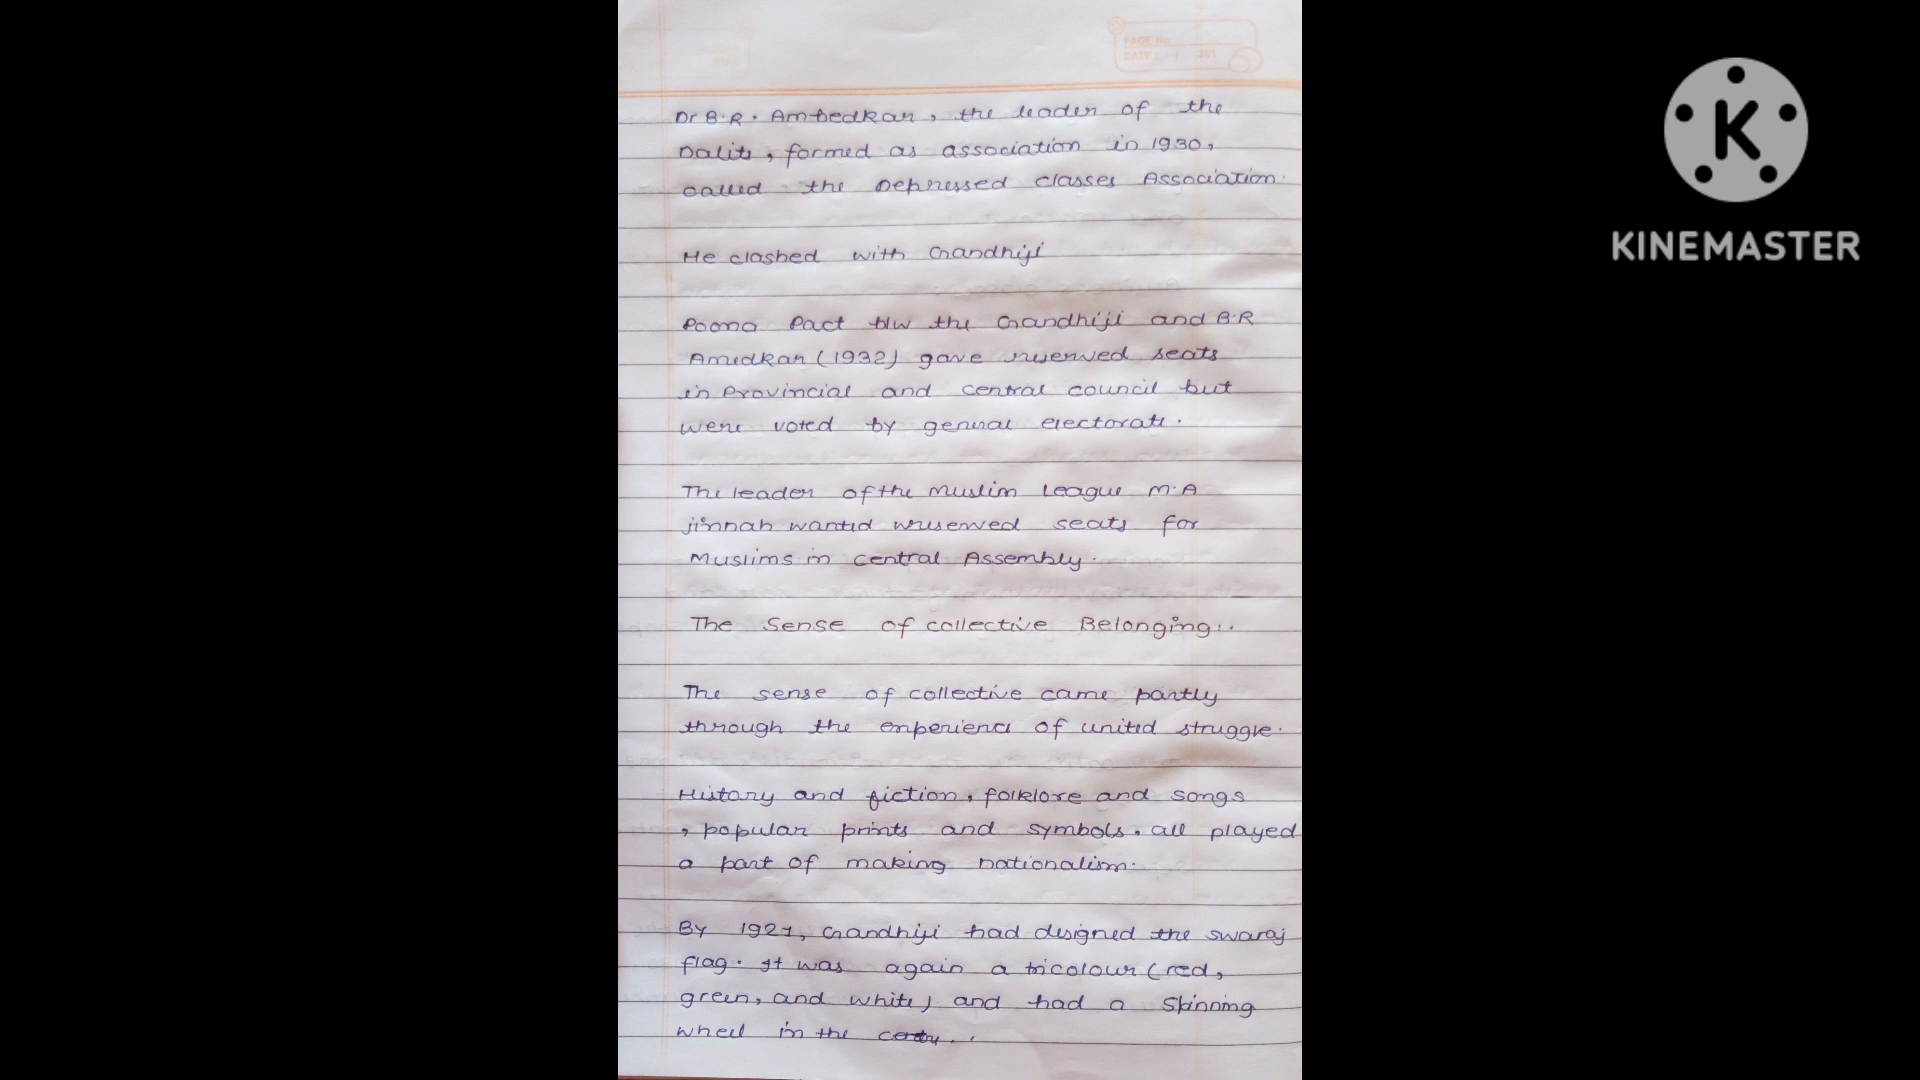 PAGE No.
DATE
Dr B.R. Ambedkar, the leader of the
Dalits, formed as association in 1930,
called the Depressed classes Association.
He clashed with Gandhiji
Poona Pact b/w the Gandhiji and B.R
Amedkar (1932) gave reserved seats
in Provincial and central council but
were voted by general electorate.
The leader of the Muslim League M.A
jinnah wanted reserved seats for
Muslims in central Assembly.
The Sense of collective Belonging:.
The sense of collective came partly
through the experience of united struggle.
History and fiction, folklore and songs
, popular prints and symbols, all played
a part of making nationalism.
By 1921, Gandhiji had designed the swaraj
flag. It was again a tricolour (red,
green, and white) and had a Spinning
wheel in the
KINEMASTER